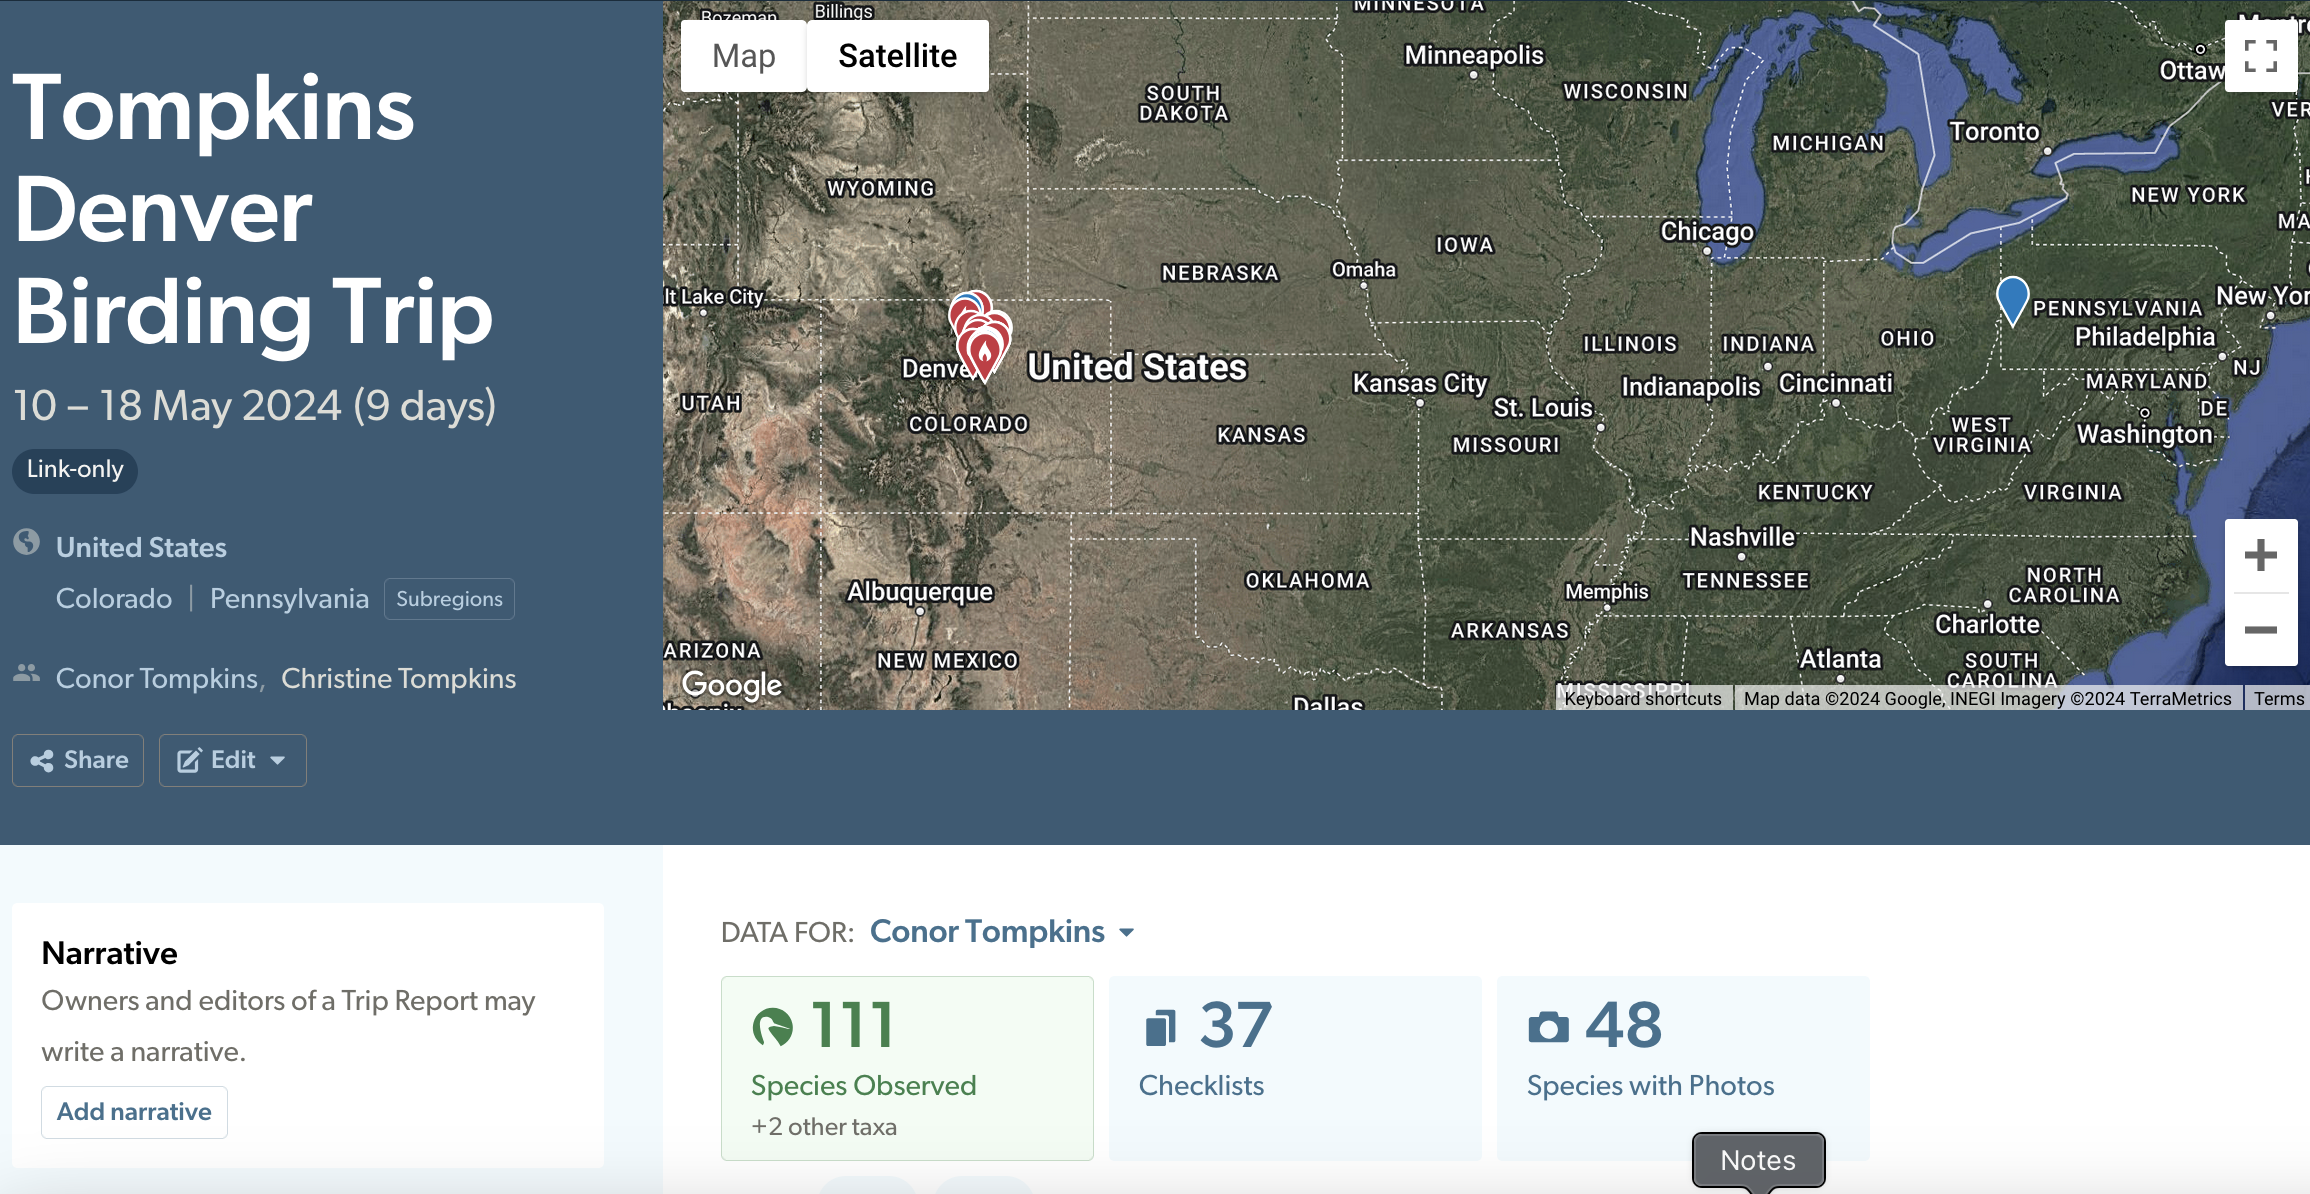 Tompkins
Denver
Birding Trip
10 – 18 May 2024 (9 days)
Link-only
United States
Colorado | Pennsylvania Subregions
Conor Tompkins, Christine Tompkins
Share
Edit
Map
Satellite
Bozeman
Billings
MINNESOTA
Minneapolis
SOUTH
DAKOTA
WISCONSIN
MICHIGAN
Toronto
WYOMING
NEW YORK
Chicago
IOWA
NEBRASKA
Omaha
lt Lake City
PENNSYLVANIA
Philadelphia
NJ
ILLINOIS
INDIANA
OHIO
United States
Kansas City
St. Louis
Indianapolis
Cincinnati
MARYLAND
DE
UTAH
COLORADO
KANSAS
MISSOURI
WEST
VIRGINIA
Washington
KENTUCKY
VIRGINIA
Nashville
Albuquerque
OKLAHOMA
Memphis
TENNESSEE
NORTH
CAROLINA
Charlotte
ARKANSAS
ARIZONA
NEW MEXICO
Atlanta
SOUTH
CAROLINA
Google
MISSISSIPPI
Dallas
Keyboard shortcuts
Map data ©2024 Google, INEGI Imagery ©2024 TerraMetrics
Terms
Narrative
Owners and editors of a Trip Report may
write a narrative.
Add narrative
DATA FOR: Conor Tompkins
111
Species Observed
+2 other taxa
37
Checklists
48
Species with Photos
Notes